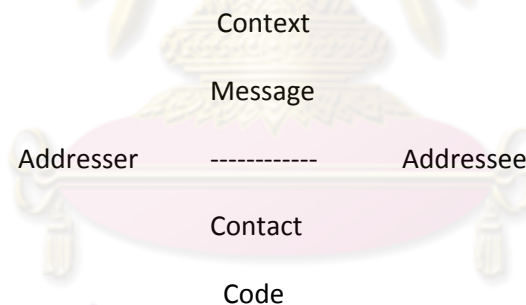 Context
Message
Addresser ------------ Addressee
Contact
Code